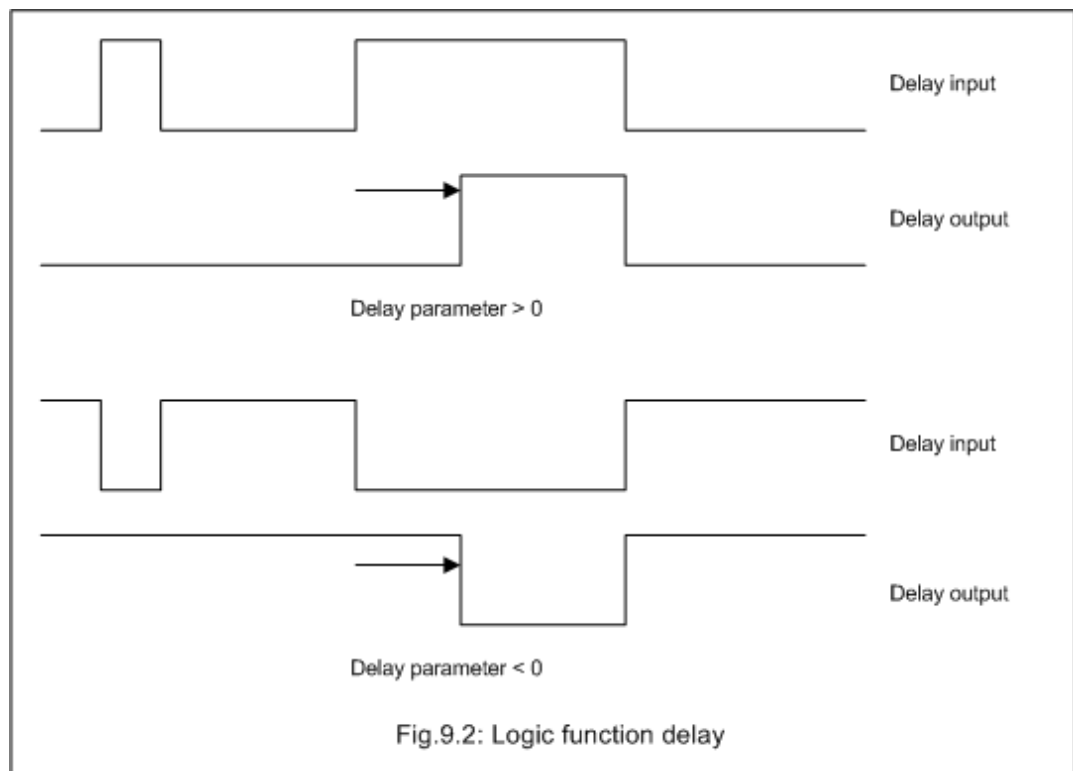 Delay input
Delay output
Delay parameter > 0
Delay input
Delay output
Delay parameter < 0
Fig.9.2: Logic function delay